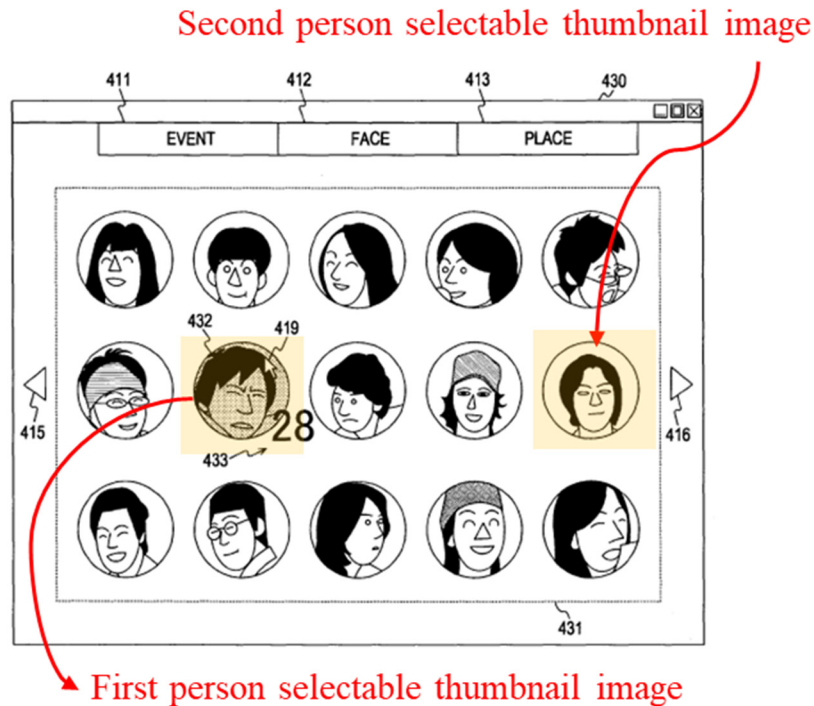 Second person selectable thumbnail image
411 412 413 430
EVENT FACE PLACE
432 419
415 28 416
433
431
First person selectable thumbnail image